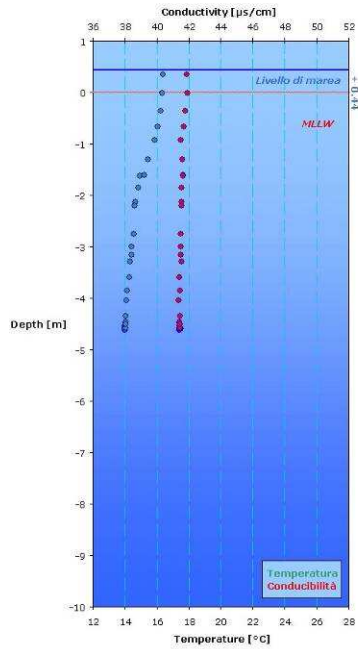 Conductivity [µs/cm]
36 38 40 42 44 46 48 50 52
1
Livello di marea
+ 0.44
0
MLLW
-1
-2
-3
-4
Depth [m]
-5
-6
-7
-8
-9
Temperatura
Conducibilità
-10
12 14 16 18 20 22 24 26 28
Temperature [°C]